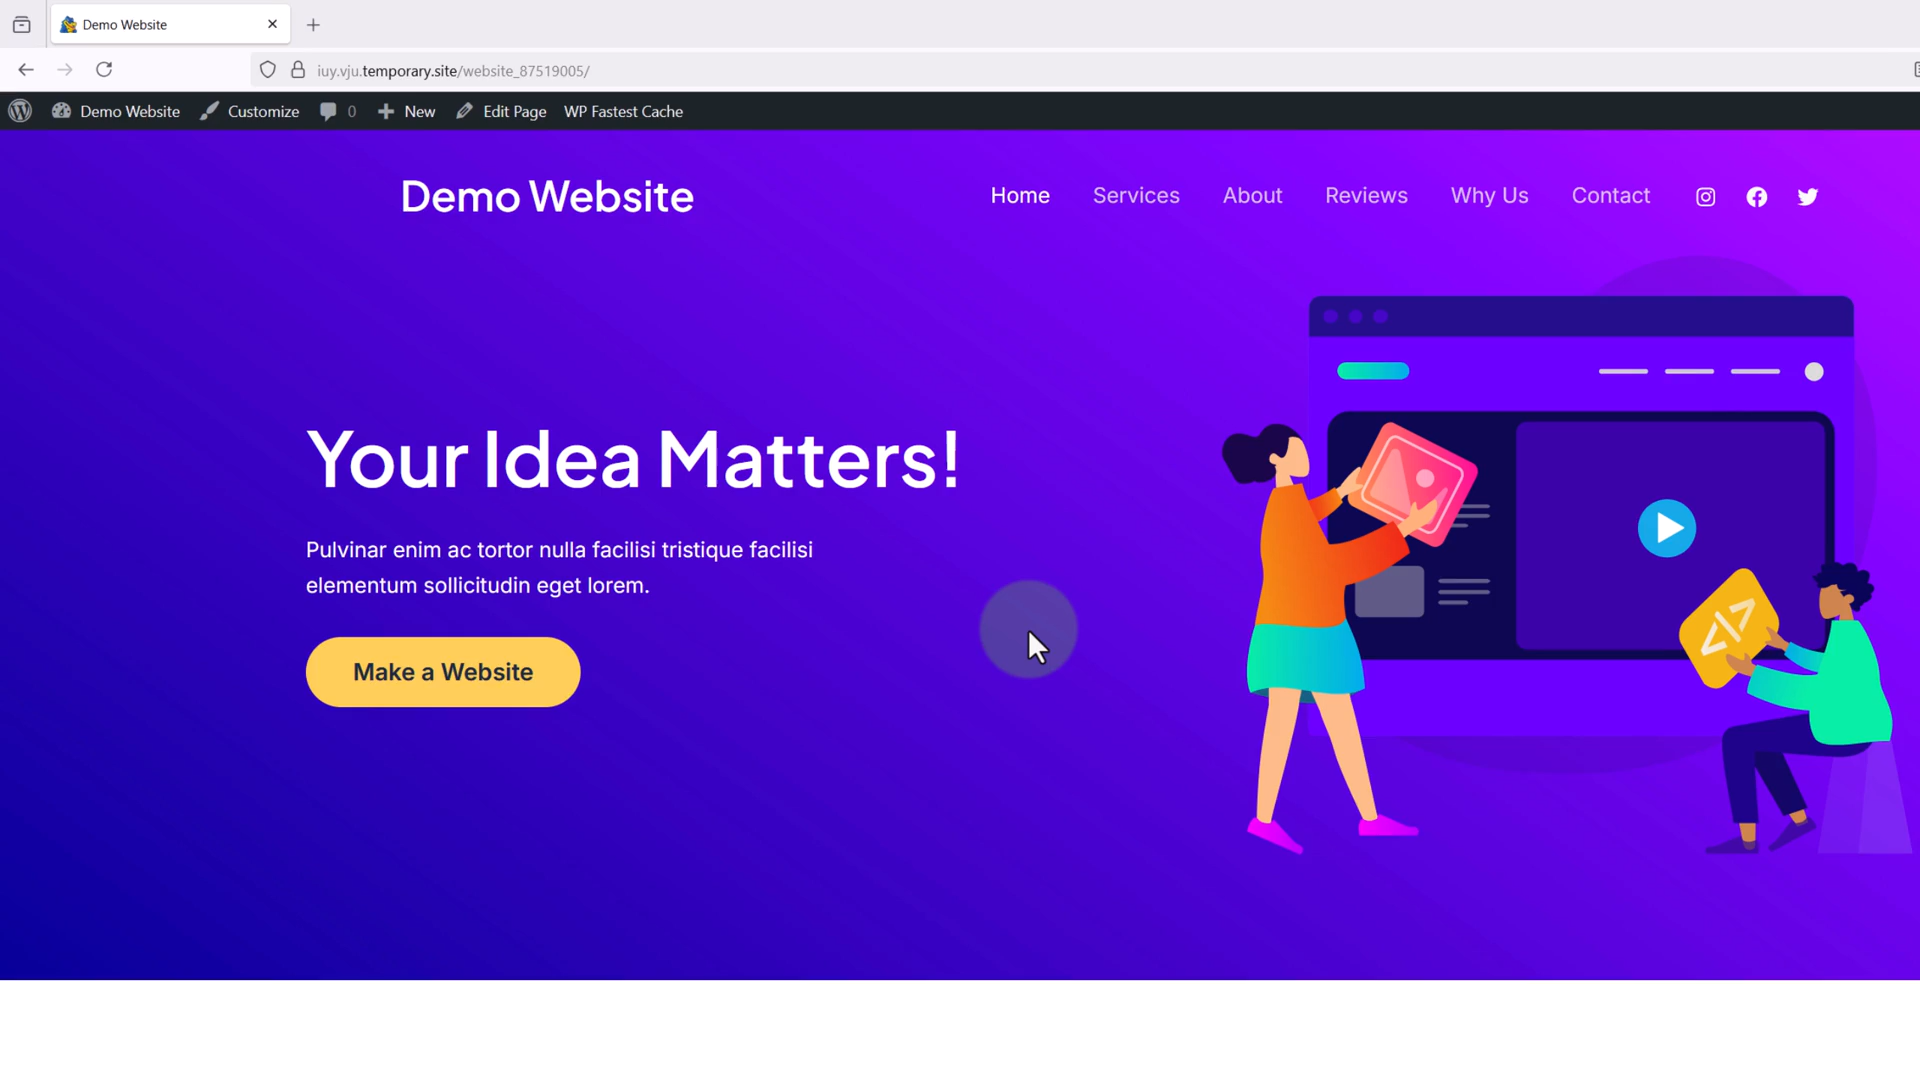 Demo Website
iuy.vju.temporary.site/website_87519005/
Demo Website Customize 0 New Edit Page WP Fastest Cache
Demo Website
Home Services About Reviews Why Us Contact
Your Idea Matters!
Pulvinar enim ac tortor nulla facilisi tristique facilisi
elementum sollicitudin eget lorem.
Make a Website
</>